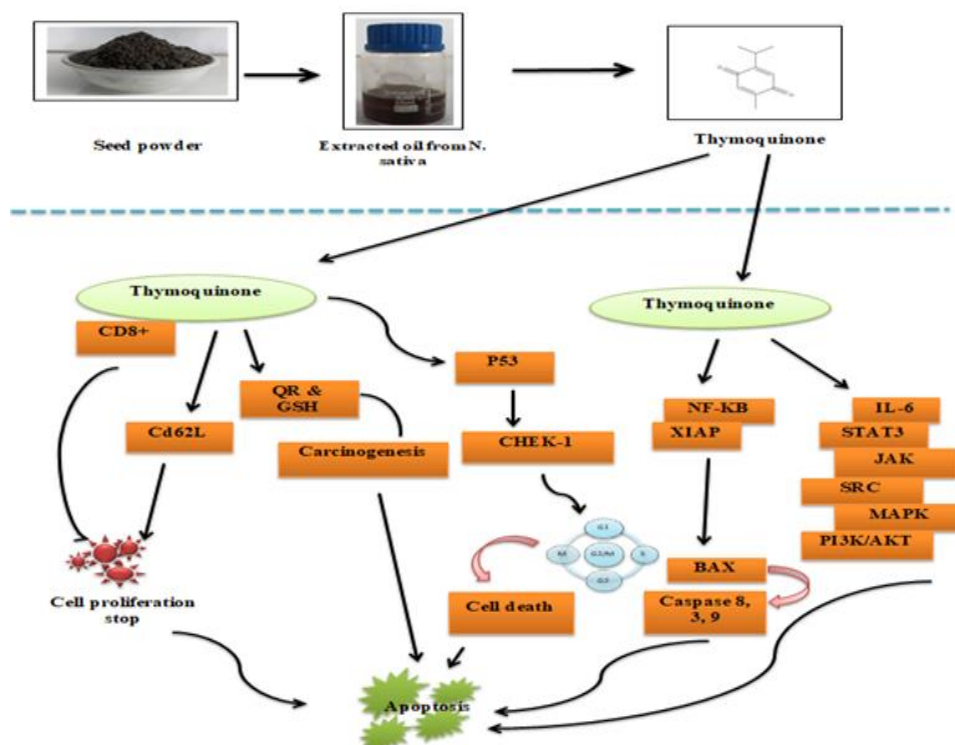 Seed powder
Extracted oil from N.
sativa
Thymoquinone
Thymoquinone
Thymoquinone
CD8+
P53
QR &
GSH
NF-KB
IL-6
Cd62L
XIAP
STAT3
CHEK-1
Carcinogenesis
JAK
SRC
MAPK
PI3K/AKT
G1
M
G2/M
S
BAX
Cell proliferation
stop
Cell death
Caspase 8,
3, 9
Apoptosis